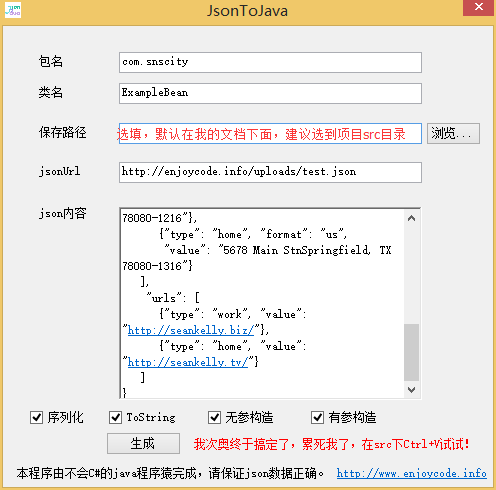 JsonToJava
包名 com.snscity
类名 ExampleBean
保存路径 选填，默认在我的文档下面，建议选到项目src目录 浏览...
jsonUrl http://enjoycode.info/uploads/test.json
json内容
78080-1216"},
{"type": "home", "format": "us",
"value": "5678 Main StnSpringfield, TX
78080-1316"}
],
"urls": [
{"type": "work", "value":
"http://seankelly.biz/"},
{"type": "home", "value":
"http://seankelly.tv/"}
]
}
序列化 ToString 无参构造 有参构造
生成 我次奥终于搞定了，累死我了，在src下Ctrl+V试试!
本程序由不会C#的java程序猿完成，请保证json数据正确。 http://www.enjoycode.info